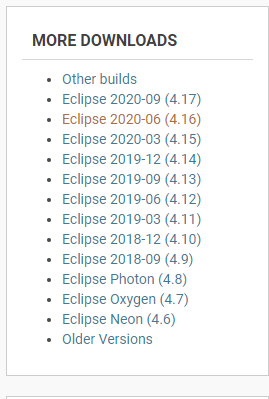 MORE DOWNLOADS
Other builds
Eclipse 2020-09 (4.17)
Eclipse 2020-06 (4.16)
Eclipse 2020-03 (4.15)
Eclipse 2019-12 (4.14)
Eclipse 2019-09 (4.13)
Eclipse 2019-06 (4.12)
Eclipse 2019-03 (4.11)
Eclipse 2018-12 (4.10)
Eclipse 2018-09 (4.9)
Eclipse Photon (4.8)
Eclipse Oxygen (4.7)
Eclipse Neon (4.6)
Older Versions